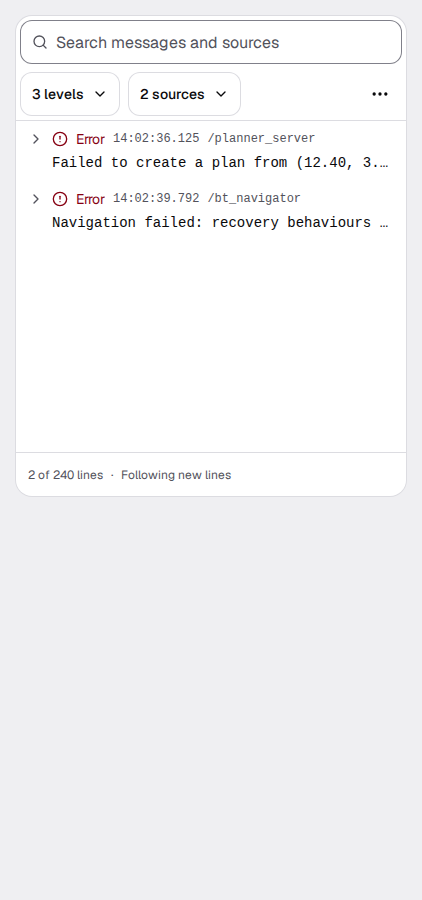 Search messages and sources
3 levels
2 sources
Error 14:02:36.125 /planner_server
Failed to create a plan from (12.40, 3.…
Error 14:02:39.792 /bt_navigator
Navigation failed: recovery behaviours …
2 of 240 lines · Following new lines